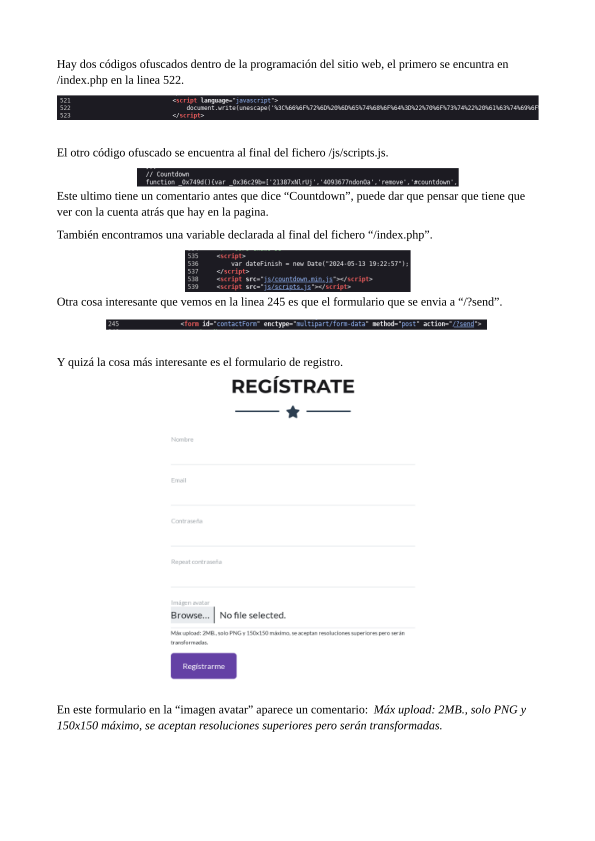 Hay dos códigos ofuscados dentro de la programación del sitio web, el primero se encuntra en
/index.php en la linea 522.
521 <script language="javascript">
522 document.write(unescape('%3C%66%6F%72%6D%20%6D%65%74%68%6F%64%3D%22%70%6F%73%74%22%20%61%63%74%69%6F
523 </script>
El otro código ofuscado se encuentra al final del fichero /js/scripts.js.
// Countdown
function _0x749d(){var _0x36c29b=['21387xNlrUj','4093677ndonOa','remove','#countdown',
Este ultimo tiene un comentario antes que dice “Countdown”, puede dar que pensar que tiene que
ver con la cuenta atrás que hay en la pagina.
También encontramos una variable declarada al final del fichero “/index.php”.
535 <script>
536 var dateFinish = new Date("2024-05-13 19:22:57");
537 </script>
538 <script src="js/countdown.min.js"></script>
539 <script src="js/scripts.js"></script>
Otra cosa interesante que vemos en la linea 245 es que el formulario que se envia a “/?send”.
245 <form id="contactForm" enctype="multipart/form-data" method="post" action="/?send">
Y quizá la cosa más interesante es el formulario de registro.
REGÍSTRATE
Nombre
Email
Contraseña
Repeat contraseña
Imágen avatar
Browse... No file selected.
Máx upload: 2MB., solo PNG y 150x150 máximo, se aceptan resoluciones superiores pero serán
transformadas.
Registrarme
En este formulario en la “imagen avatar” aparece un comentario: Máx upload: 2MB., solo PNG y
150x150 máximo, se aceptan resoluciones superiores pero serán transformadas.